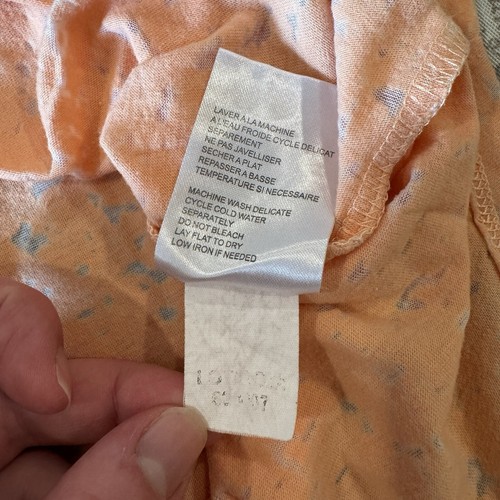 LAVER A LA MACHINE
A L'EAU FROIDE CYCLE DELICAT
SEPAREMENT
NE PAS JAVELLISER
SECHER A PLAT
REPASSER A BASSE
TEMPERATURE SI NECESSAIRE
MACHINE WASH DELICATE
CYCLE COLD WATER
SEPARATELY
DO NOT BLEACH
LAY FLAT TO DRY
LOW IRON IF NEEDED